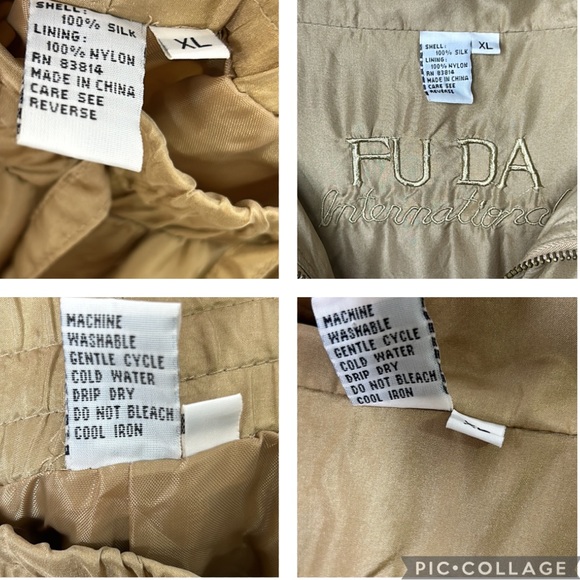 SHELL:
100% SILK
LINING:
100% NYLON
RN 83814
MADE IN CHINA
CARE SEE
REVERSE
XL
SHELL:
100% SILK
LINING:
100% NYLON
RN 83814
MADE IN CHINA
CARE SEE
REVERSE
XL
FU DA
International
MACHINE
WASHABLE
GENTLE CYCLE
COLD WATER
DRIP DRY
DO NOT BLEACH
COOL IRON
MACHINE
WASHABLE
GENTLE CYCLE
COLD WATER
DRIP DRY
DO NOT BLEACH
COOL IRON
PIC•COLLAGE